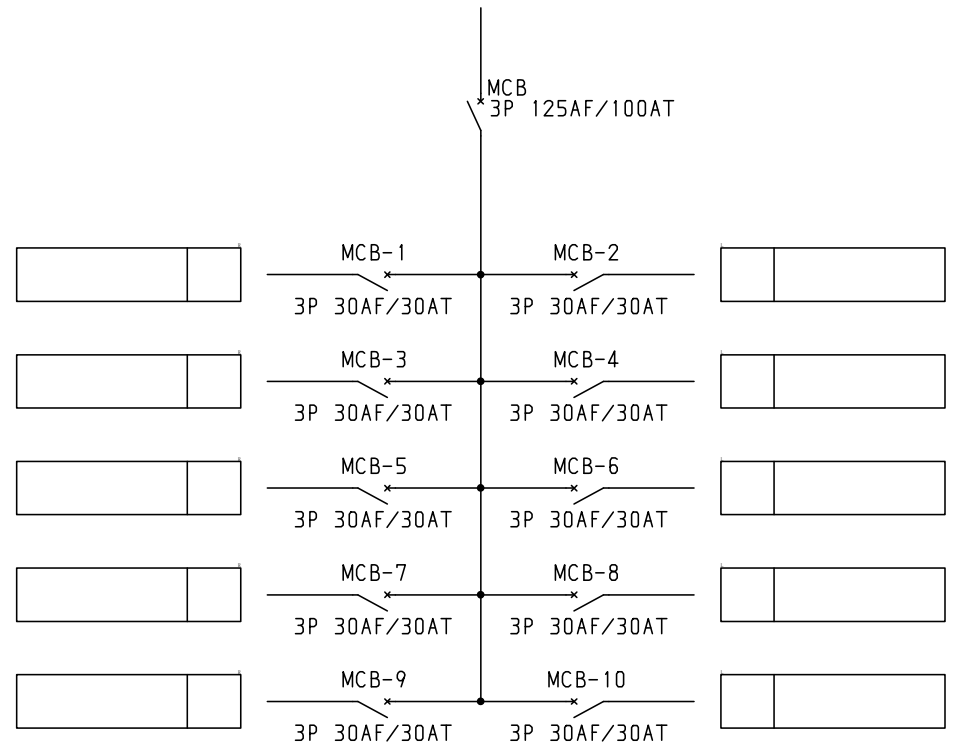 MCB
3P 125AF/100AT
MCB-1
MCB-2
3P 30AF/30AT
3P 30AF/30AT
MCB-3
MCB-4
3P 30AF/30AT
3P 30AF/30AT
MCB-5
MCB-6
3P 30AF/30AT
3P 30AF/30AT
MCB-7
MCB-8
3P 30AF/30AT
3P 30AF/30AT
MCB-9
MCB-10
3P 30AF/30AT
3P 30AF/30AT